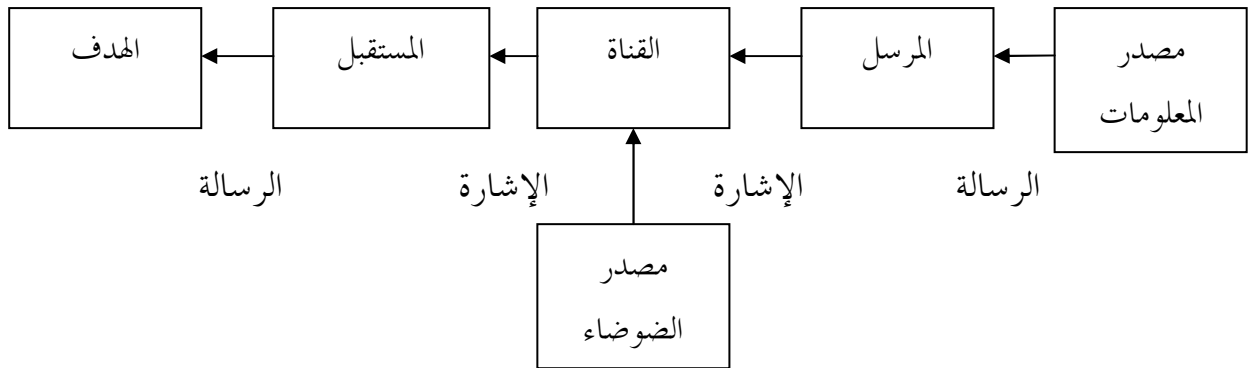 مصدر
المعلومات
المرسل
القناة
المستقبل
الهدف
الرسالة
الإشارة
الإشارة
الرسالة
مصدر
الضوضاء